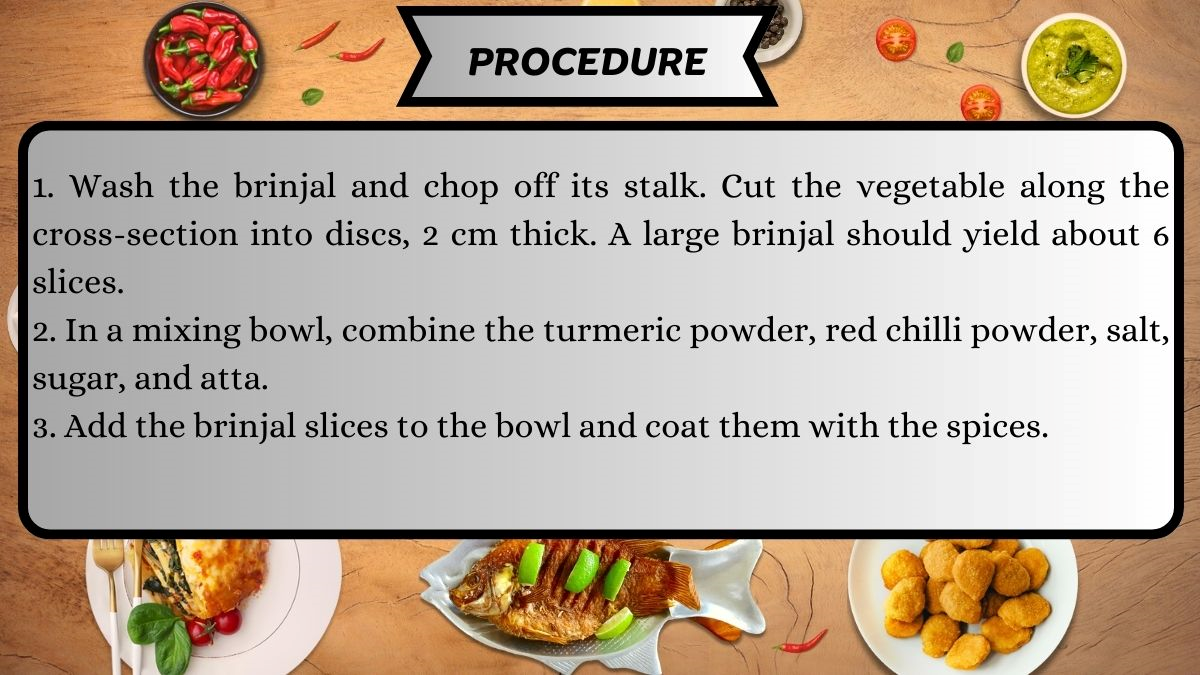 PROCEDURE
1. Wash the brinjal and chop off its stalk. Cut the vegetable along the
cross-section into discs, 2 cm thick. A large brinjal should yield about 6
slices.
2. In a mixing bowl, combine the turmeric powder, red chilli powder, salt,
sugar, and atta.
3. Add the brinjal slices to the bowl and coat them with the spices.